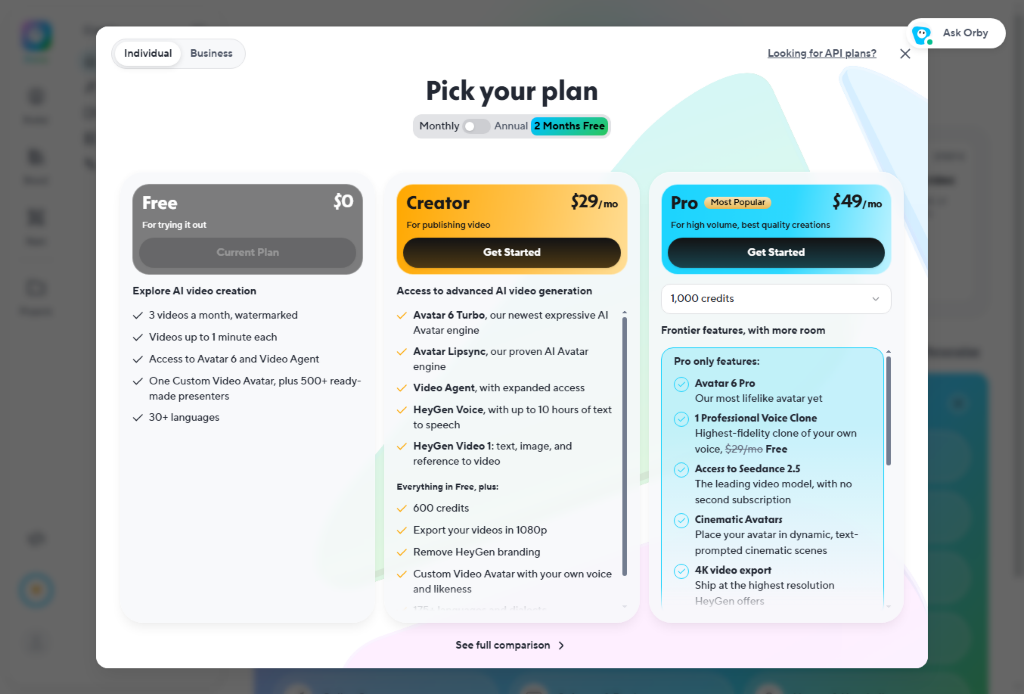 Ask Orby
Individual
Business
Looking for API plans?
Pick your plan
Monthly
Annual
2 Months Free
Free
$0
For trying it out
Current Plan
Explore AI video creation
3 videos a month, watermarked
Videos up to 1 minute each
Access to Avatar 6 and Video Agent
One Custom Video Avatar, plus 500+ ready-
made presenters
30+ languages
Creator
$29/mo
For publishing video
Get Started
Access to advanced AI video generation
Avatar 6 Turbo, our newest expressive AI
Avatar engine
Avatar Lipsync, our proven AI Avatar
engine
Video Agent, with expanded access
HeyGen Voice, with up to 10 hours of text
to speech
HeyGen Video 1: text, image, and
reference to video
Everything in Free, plus:
600 credits
Export your videos in 1080p
Remove HeyGen branding
Custom Video Avatar with your own voice
and likeness
Pro
Most Popular
$49/mo
For high volume, best quality creations
Get Started
1,000 credits
Frontier features, with more room
Pro only features:
Avatar 6 Pro
Our most lifelike avatar yet
1 Professional Voice Clone
Highest-fidelity clone of your own
voice, $29/mo Free
Access to Seedance 2.5
The leading video model, with no
second subscription
Cinematic Avatars
Place your avatar in dynamic, text-
prompted cinematic scenes
4K video export
Ship at the highest resolution
HeyGen offers
See full comparison